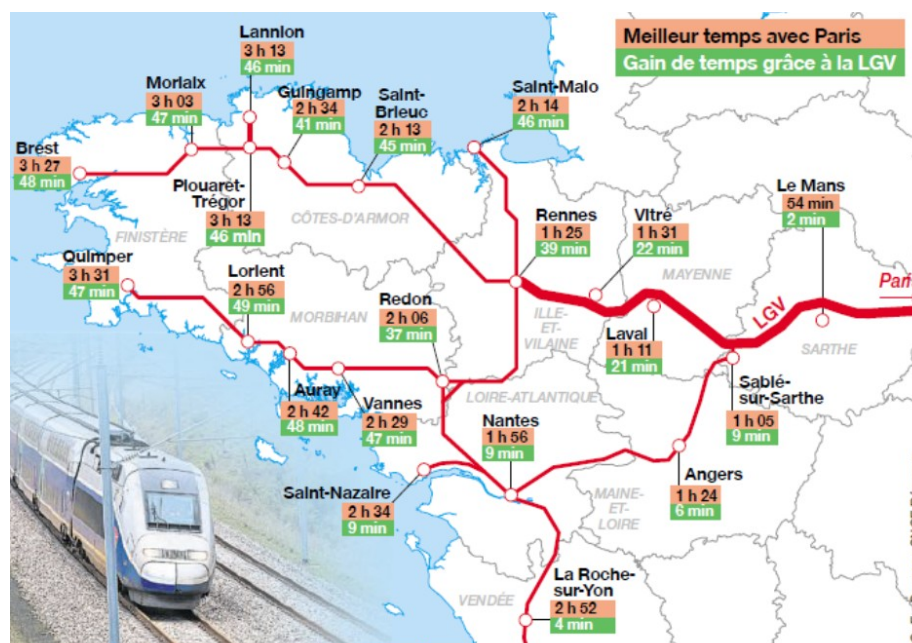 Meilleur temps avec Paris
Gain de temps grâce à la LGV
Lannion
3 h 13
46 min
Morlaix
3 h 03
47 min
Guingamp
2 h 34
41 min
Saint-
Brieuc
2 h 13
45 min
Saint-Malo
2 h 14
46 min
Brest
3 h 27
48 min
Plouaret-
Trégor
3 h 13
46 min
CÔTES-D'ARMOR
FINISTÈRE
Rennes
1 h 25
39 min
Vitré
1 h 31
22 min
Le Mans
54 min
2 min
Quimper
3 h 31
47 min
Lorient
2 h 56
49 min
MORBIHAN
Redon
2 h 06
37 min
MAYENNE
ILLE-
ET-
VILAINE
Laval
1 h 11
21 min
LGV
SARTHE
Auray
2 h 42
48 min
Vannes
2 h 29
47 min
LOIRE-ATLANTIQUE
Nantes
1 h 56
9 min
Sablé-
sur-Sarthe
1 h 05
9 min
Saint-Nazaire
2 h 34
9 min
Angers
1 h 24
6 min
MAINE-
ET-
LOIRE
VENDÉE
La Roche-
sur-Yon
2 h 52
4 min